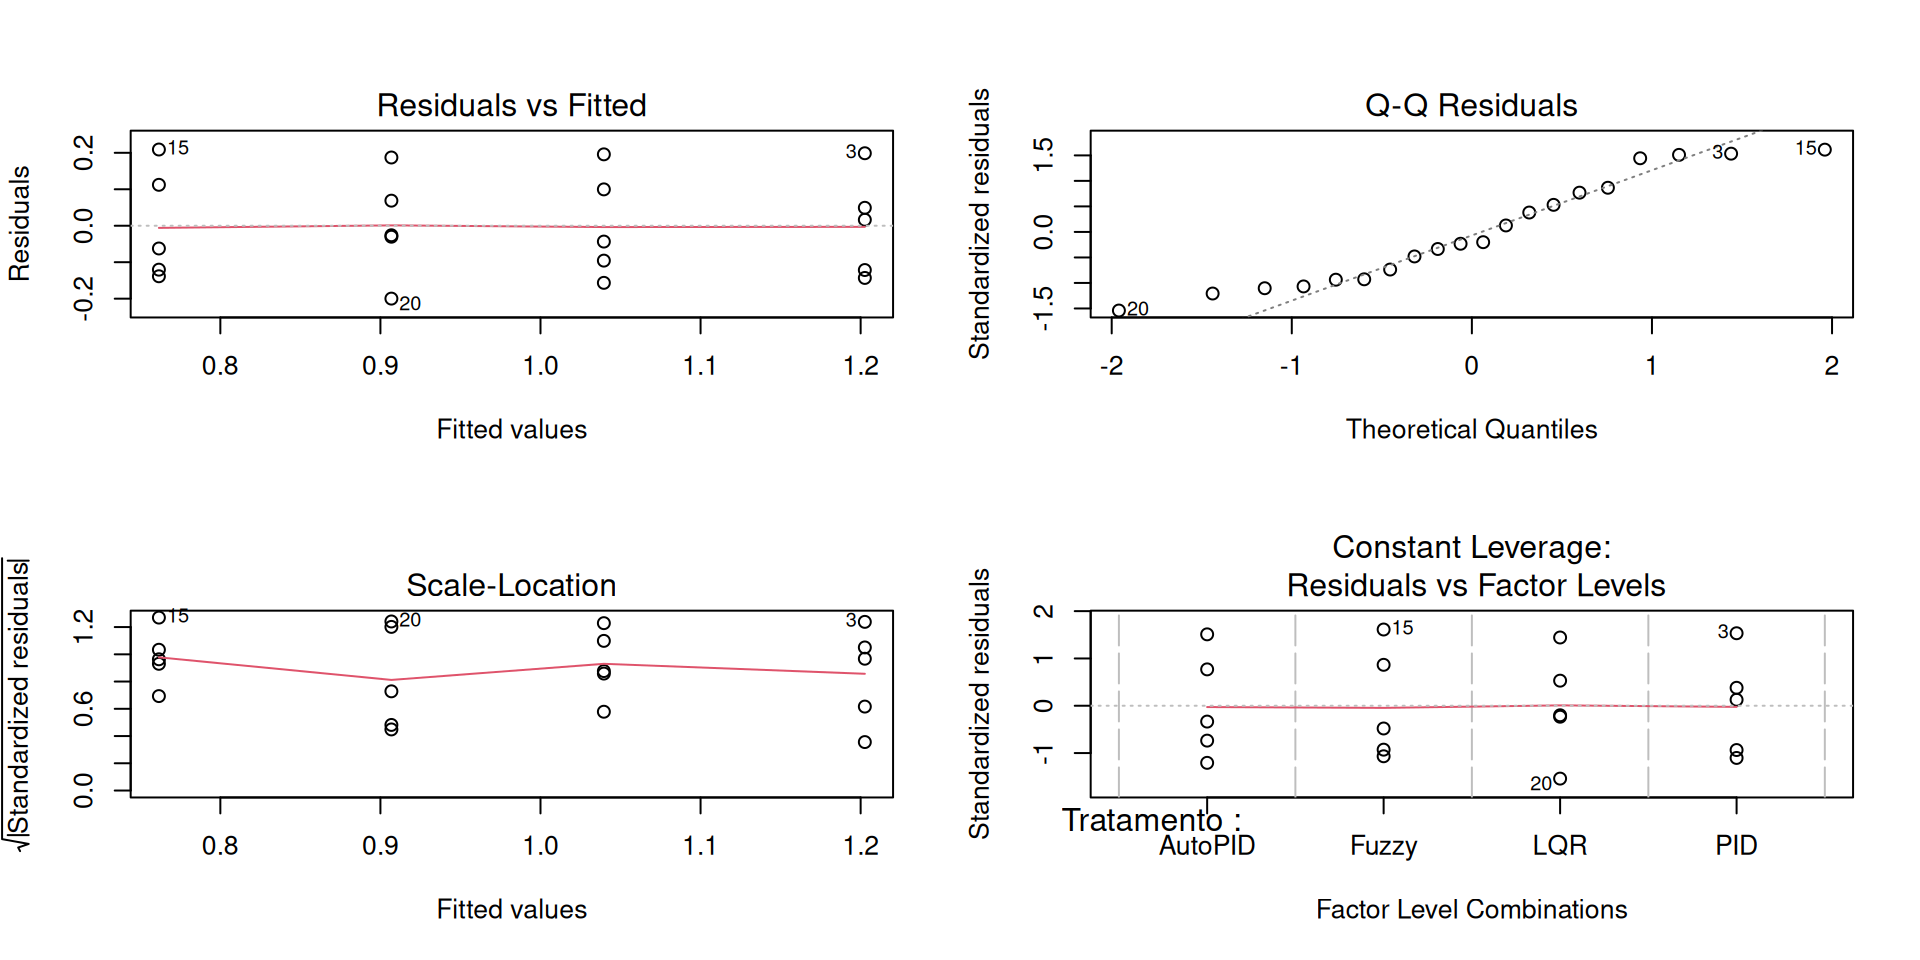 Residuals vs Fitted
Residuals
0.2
0.0
-0.2
15
20
3
0.8 0.9 1.0 1.1 1.2
Fitted values
Q-Q Residuals
Standardized residuals
1.5
0.0
-1.5
20
3
15
-2 -1 0 1 2
Theoretical Quantiles
Scale-Location
√|Standardized residuals|
1.2
0.6
0.0
15
20
3
0.8 0.9 1.0 1.1 1.2
Fitted values
Constant Leverage:
Residuals vs Factor Levels
Standardized residuals
2
1
0
-1
15
20
3
Tratamento :
AutoPID Fuzzy LQR PID
Factor Level Combinations